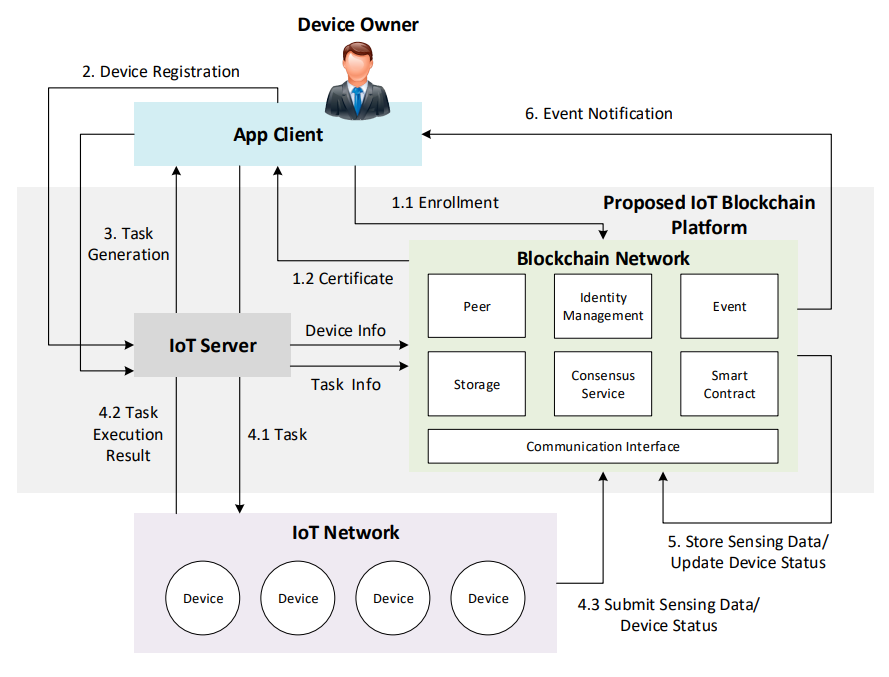 Device Owner
2. Device Registration
App Client
6. Event Notification
1.1 Enrollment
Proposed IoT Blockchain
Platform
3. Task
Generation
1.2 Certificate
Blockchain Network
Peer
Identity
Management
Event
IoT Server
Device Info
Task Info
Storage
Consensus
Service
Smart
Contract
4.2 Task
Execution
Result
4.1 Task
Communication Interface
IoT Network
Device
Device
Device
Device
5. Store Sensing Data/
Update Device Status
4.3 Submit Sensing Data/
Device Status